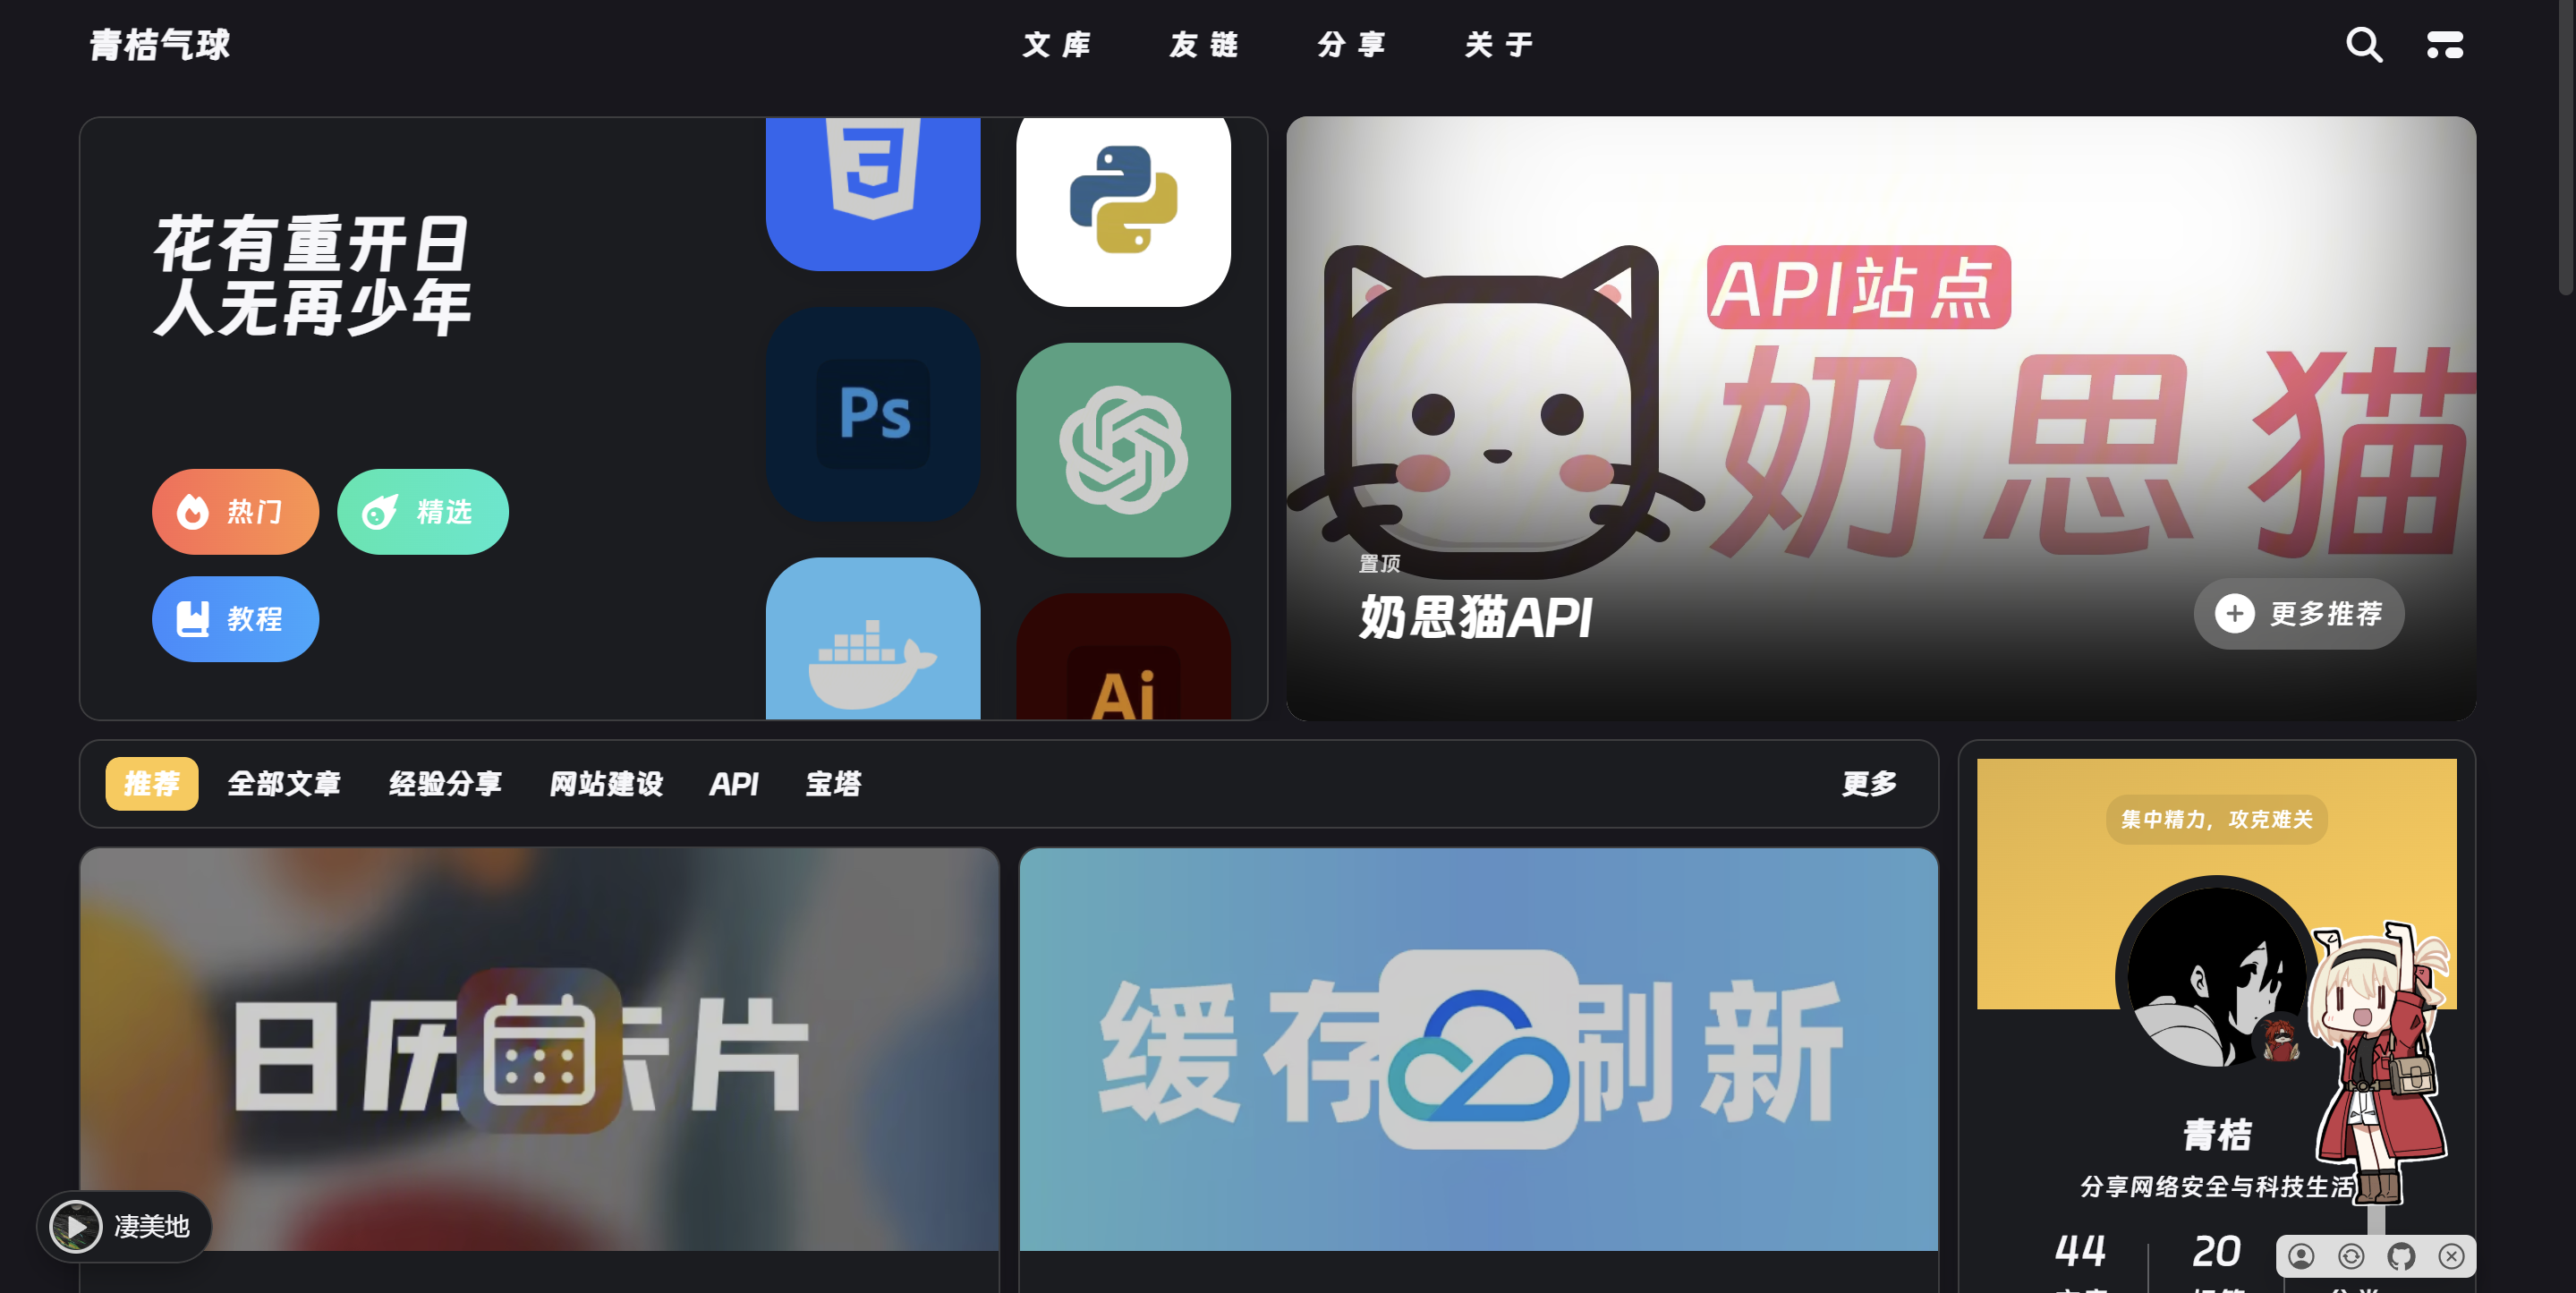 青桔气球
文库
友链
分享
关于
花有重开日
人无再少年
热门
精选
教程
Ps
Ai
API站点
奶思猫
置顶
奶思猫API
更多推荐
推荐
全部文章
经验分享
网站建设
API
宝塔
更多
集中精力，攻克难关
日历卡片
缓存刷新
青桔
分享网络安全与科技生活
凄美地
44
20